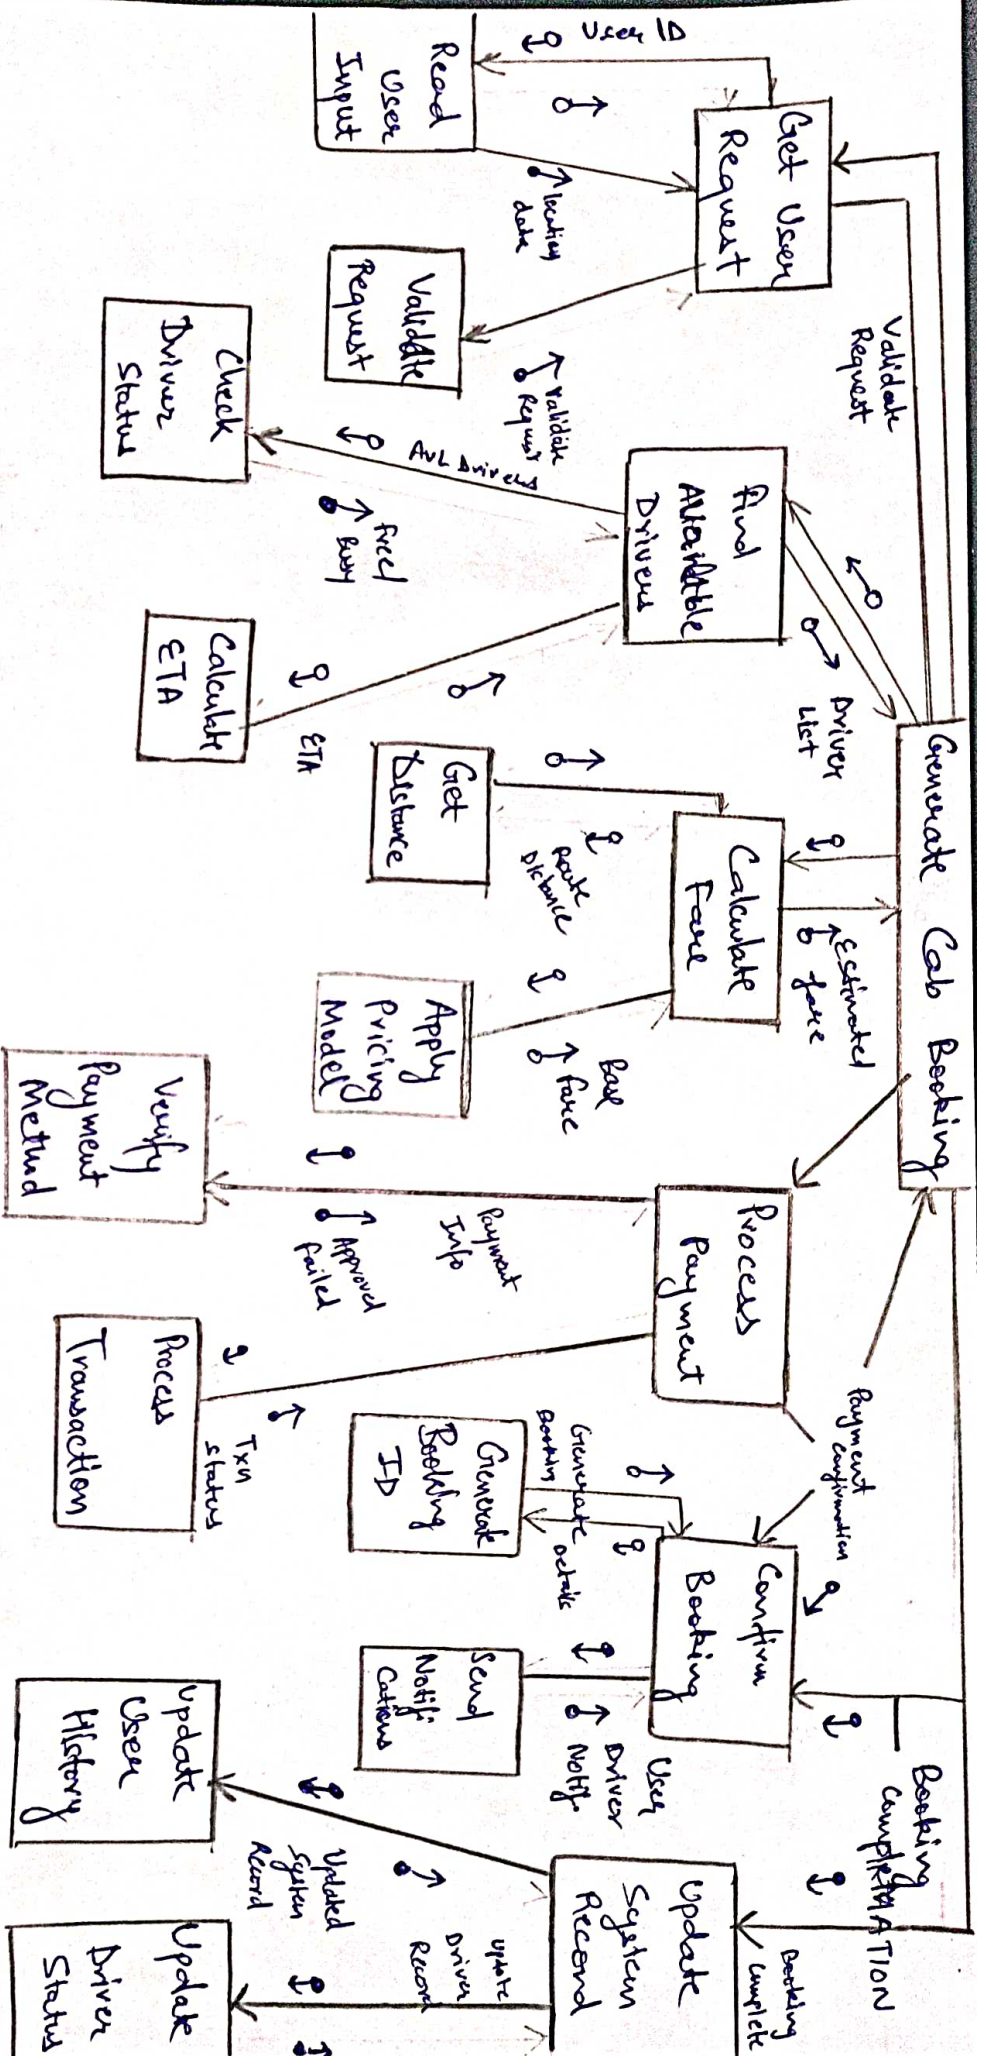 Generate Cab Booking
Validate
Request
Driver
List
Estimated
fare
Payment
confirmation
Booking
complete
Booking
complete
Get User
Request
Find
Available
Drivers
Calculate
Fare
Process
Payment
Confirm
Booking
Update
System
Record
User ID
location
data
Validate
Request
AVL Drivers
free/
Busy
ETA
Route
Distance
Base
fare
Payment
Info
Approved
failed
Txn
status
Generate
Booking
details
User
Driver
Notify
Updated
System
Record
update
Driver
Record
Read
User
Input
Validate
Request
Check
Driver
Status
Calculate
ETA
Get
Distance
Apply
Pricing
Model
Verify
Payment
Method
Process
Transaction
Generate
Booking
ID
Send
Notifi
Cations
Update
User
History
Update
Driver
Status